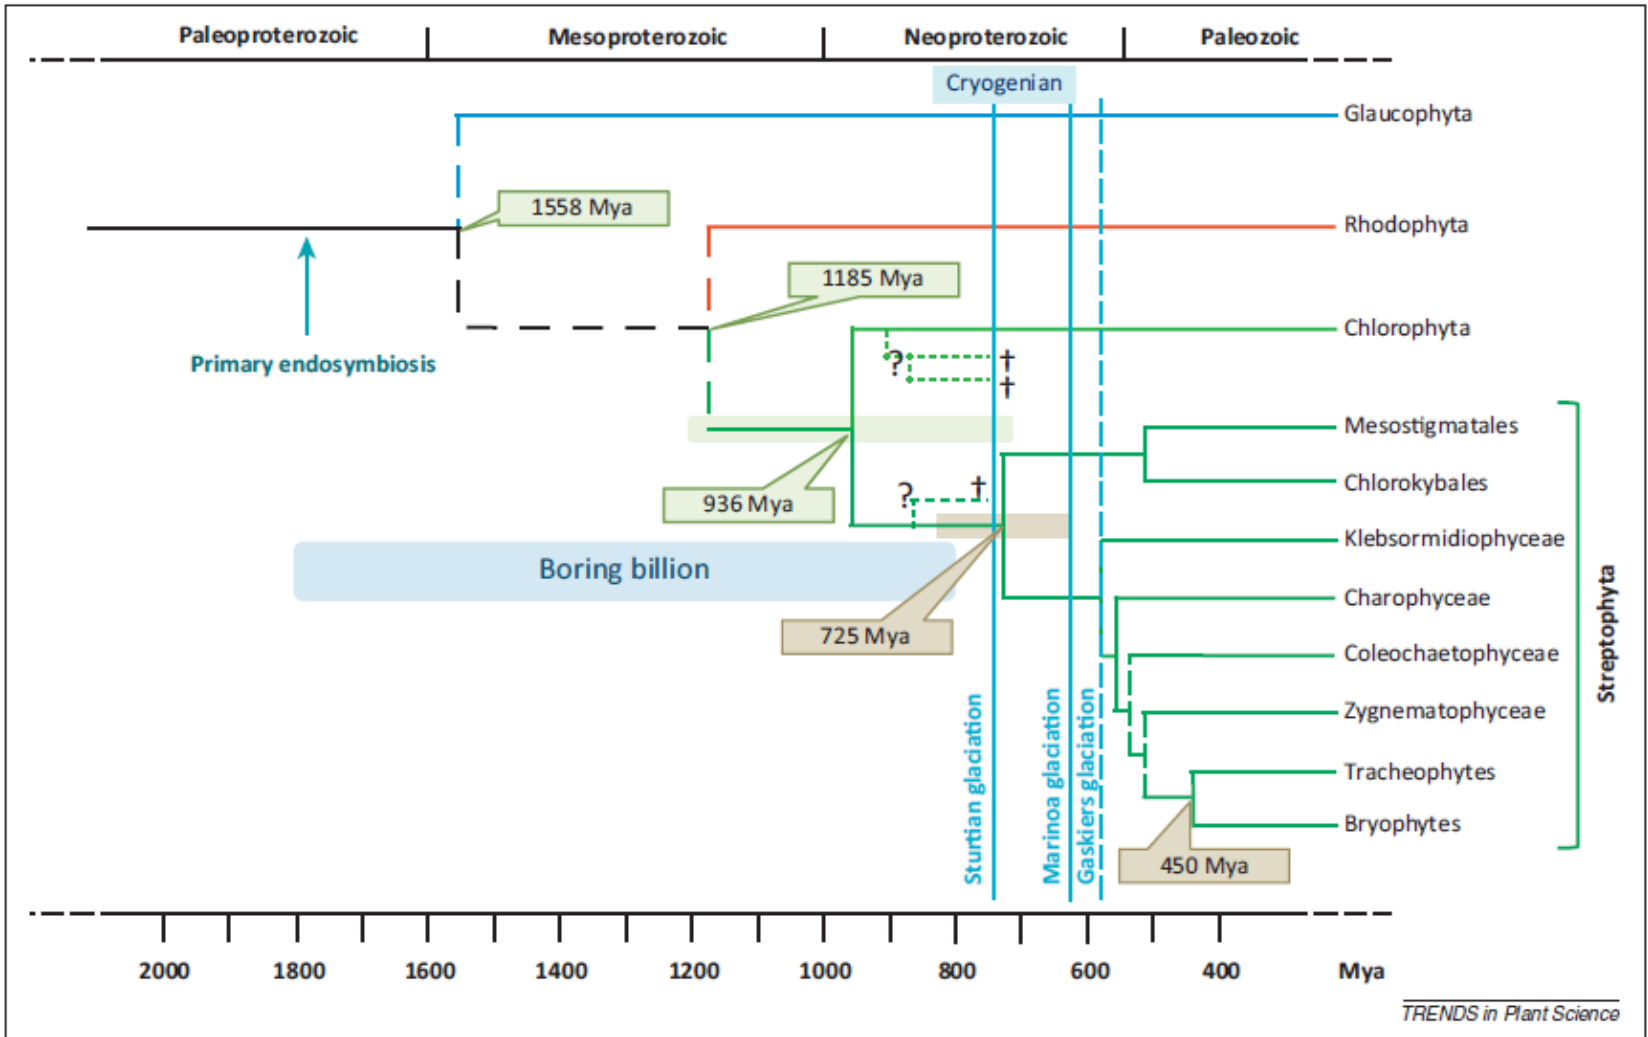 Paleoproterozoic
Mesoproterozoic
Neoproterozoic
Paleozoic
Cryogenian
Glaucophyta
1558 Mya
Rhodophyta
1185 Mya
Chlorophyta
Primary endosymbiosis
?
†
†
Mesostigmatales
936 Mya
?
†
Chlorokybales
Klebsormidiophyceae
Boring billion
Charophyceae
725 Mya
Coleochaetophyceae
Streptophyta
Zygnematophyceae
Sturtian glaciation
Marinoa glaciation
Gaskiers glaciation
Tracheophytes
Bryophytes
450 Mya
2000 1800 1600 1400 1200 1000 800 600 400 Mya
TRENDS in Plant Science